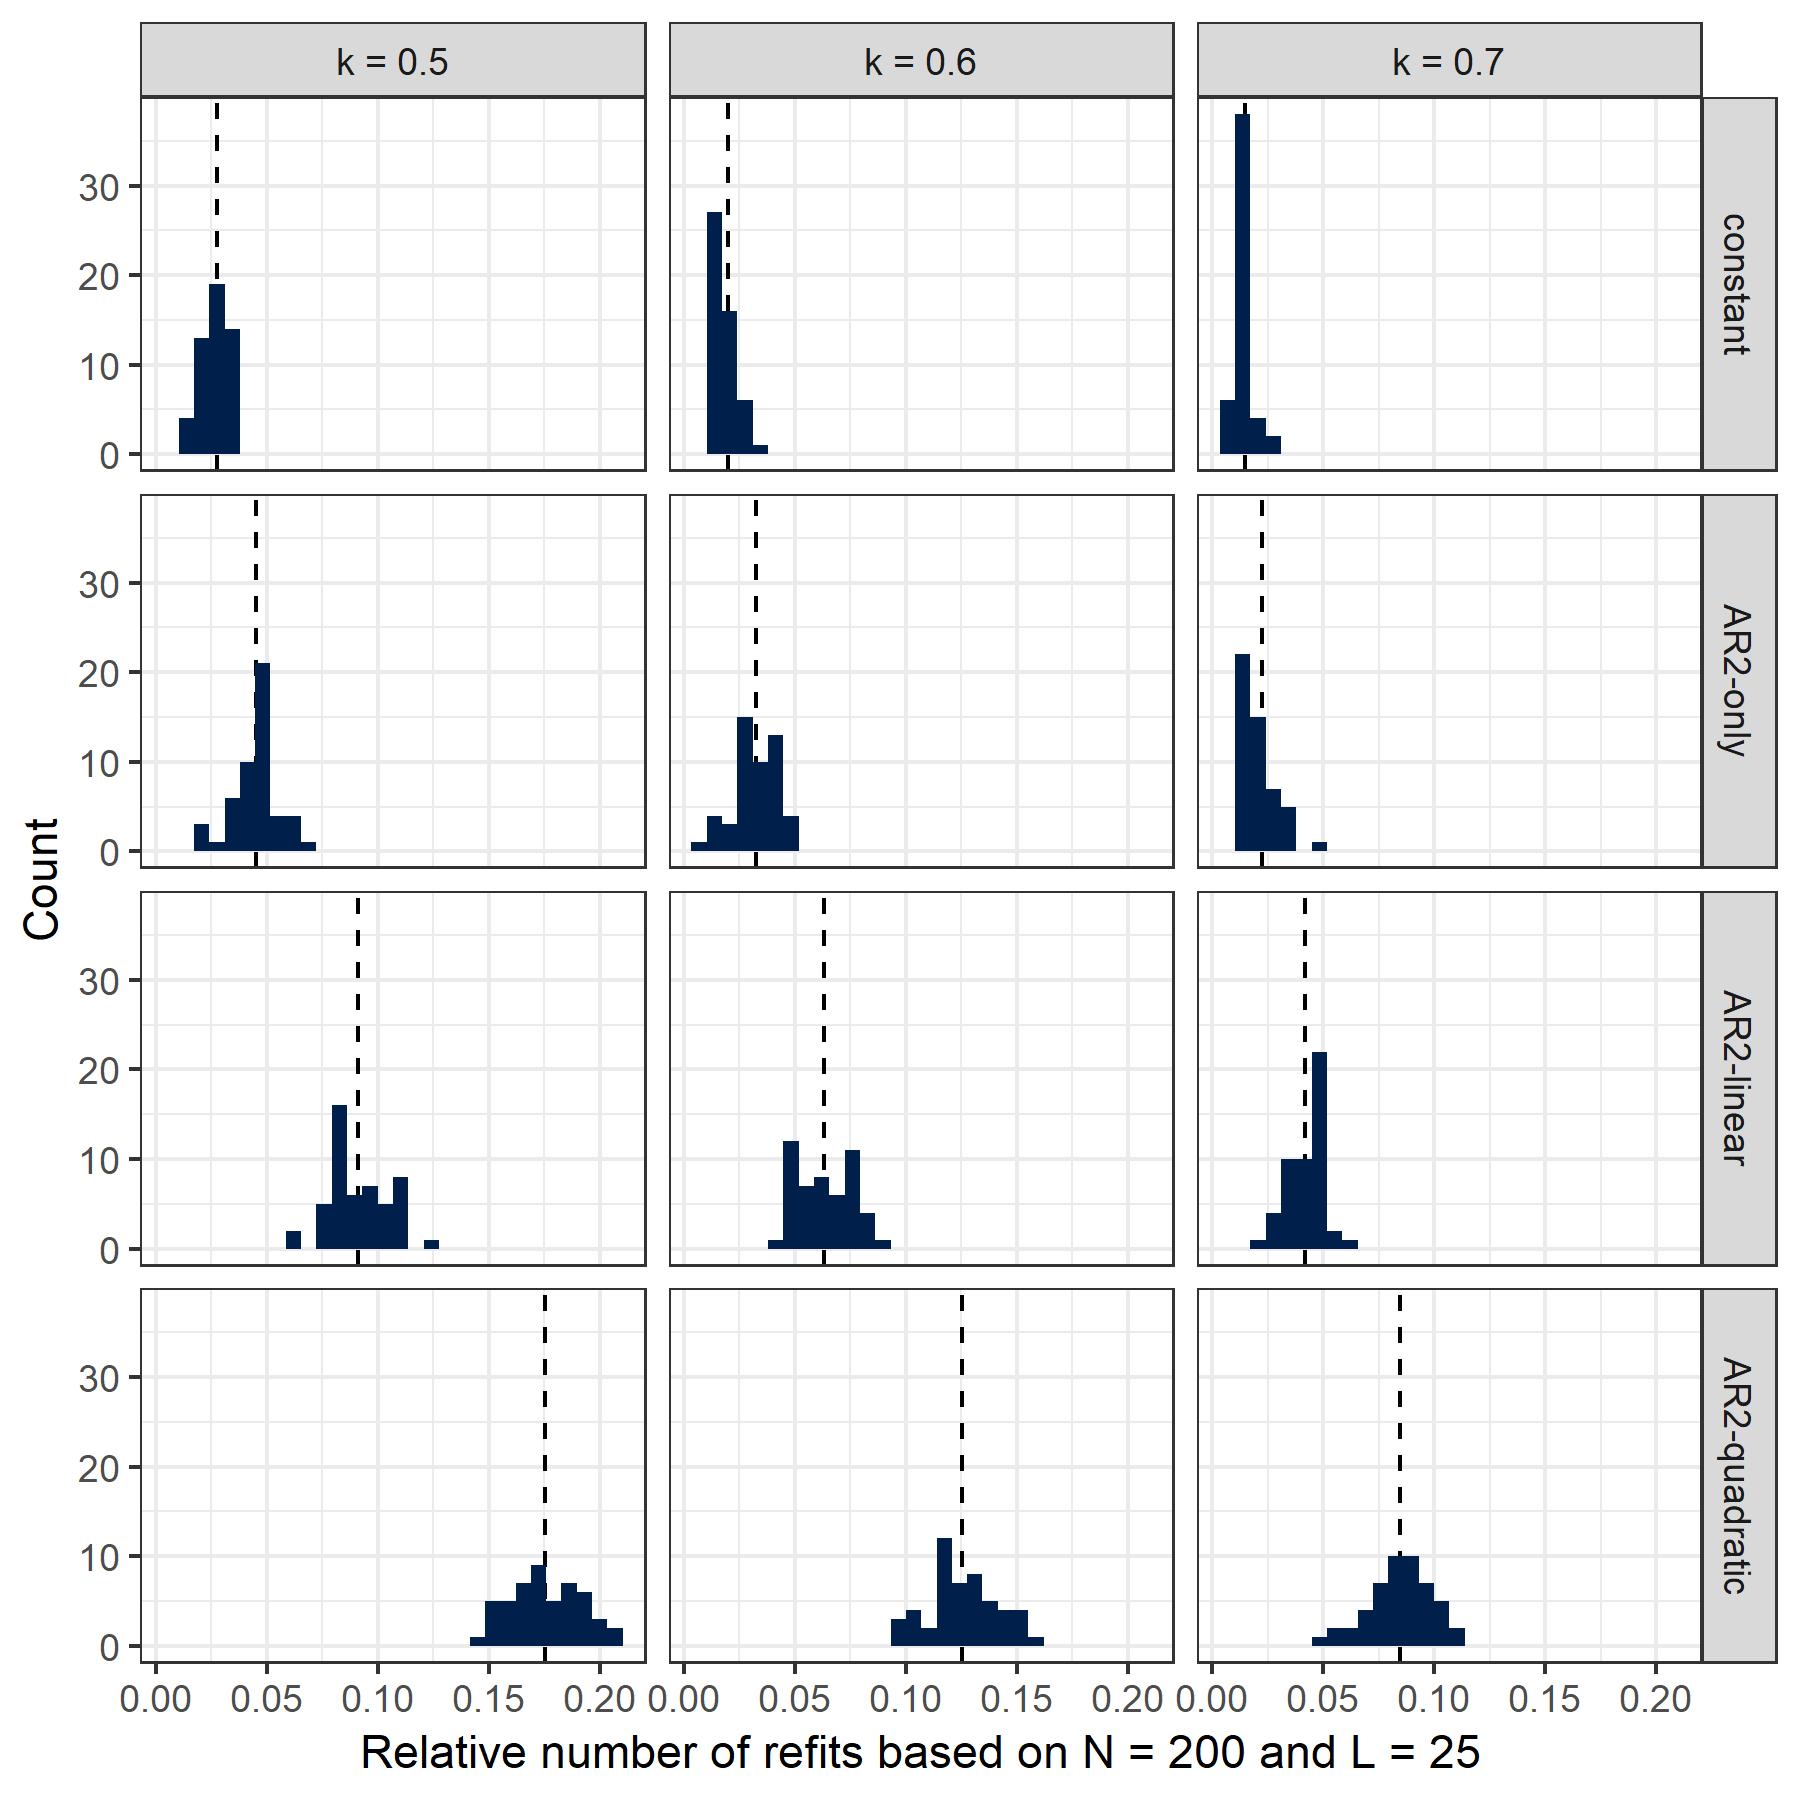 k = 0.5
k = 0.6
k = 0.7
30
20
10
0
constant
30
20
10
0
AR2-only
30
20
10
0
AR2-linear
30
20
10
0
AR2-quadratic
Count
0.00 0.05 0.10 0.15 0.20 0.00 0.05 0.10 0.15 0.20 0.00 0.05 0.10 0.15 0.20
Relative number of refits based on N = 200 and L = 25